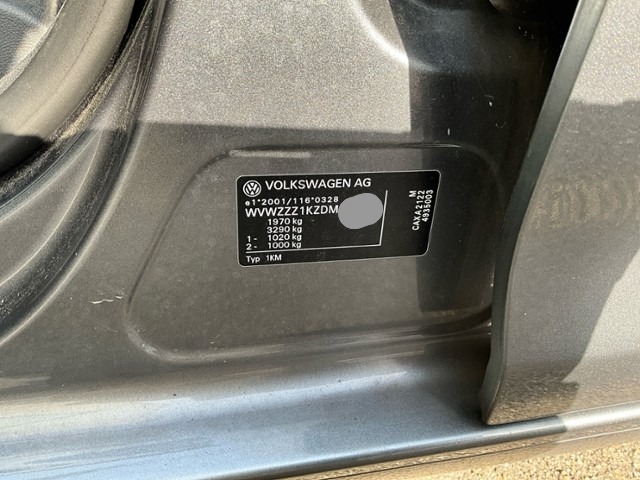 VOLKSWAGEN AG
e1*2001/116*0328
WVWZZZ1KZDM
1970 kg
3290 kg
1 - 1020 kg
2 - 1000 kg
Typ 1KM
M
CAXA2122
4935003